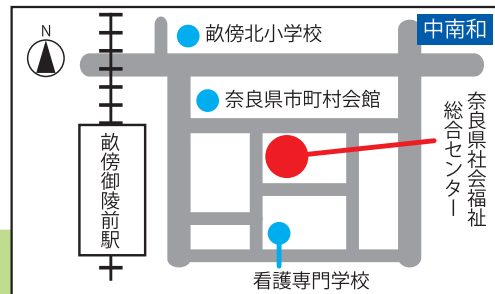 中南和
N
畝傍北小学校
奈良県市町村会館
奈良県社会福祉
総合センター
畝傍御陵前駅
看護専門学校